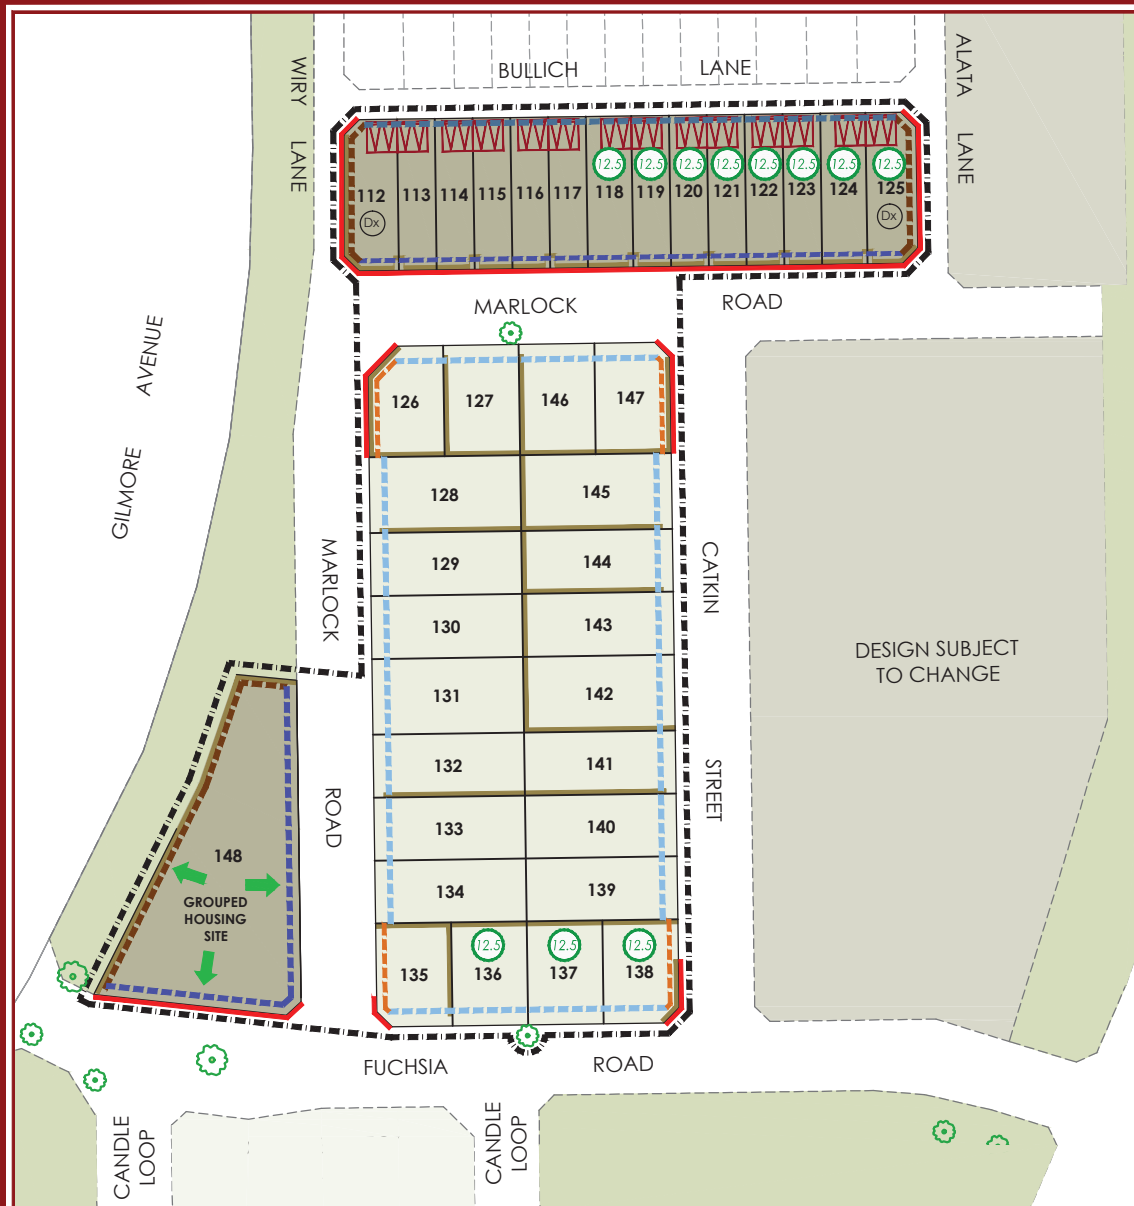 BULLICH LANE
WIRY LANE
ALATA LANE
12.5 12.5 12.5 12.5 12.5 12.5 12.5 12.5
112 113 114 115 116 117 118 119 120 121 122 123 124 125
Dx Dx
MARLOCK ROAD
GILMORE AVENUE
126 127 146 147
128 145
129 144
MARLOCK ROAD
CATKIN STREET
130 143
131 142
132 141
133 140
134 139
DESIGN SUBJECT
TO CHANGE
148
GROUPED
HOUSING
SITE
12.5 12.5 12.5
135 136 137 138
FUCHSIA ROAD
CANDLE
LOOP
CANDLE
LOOP